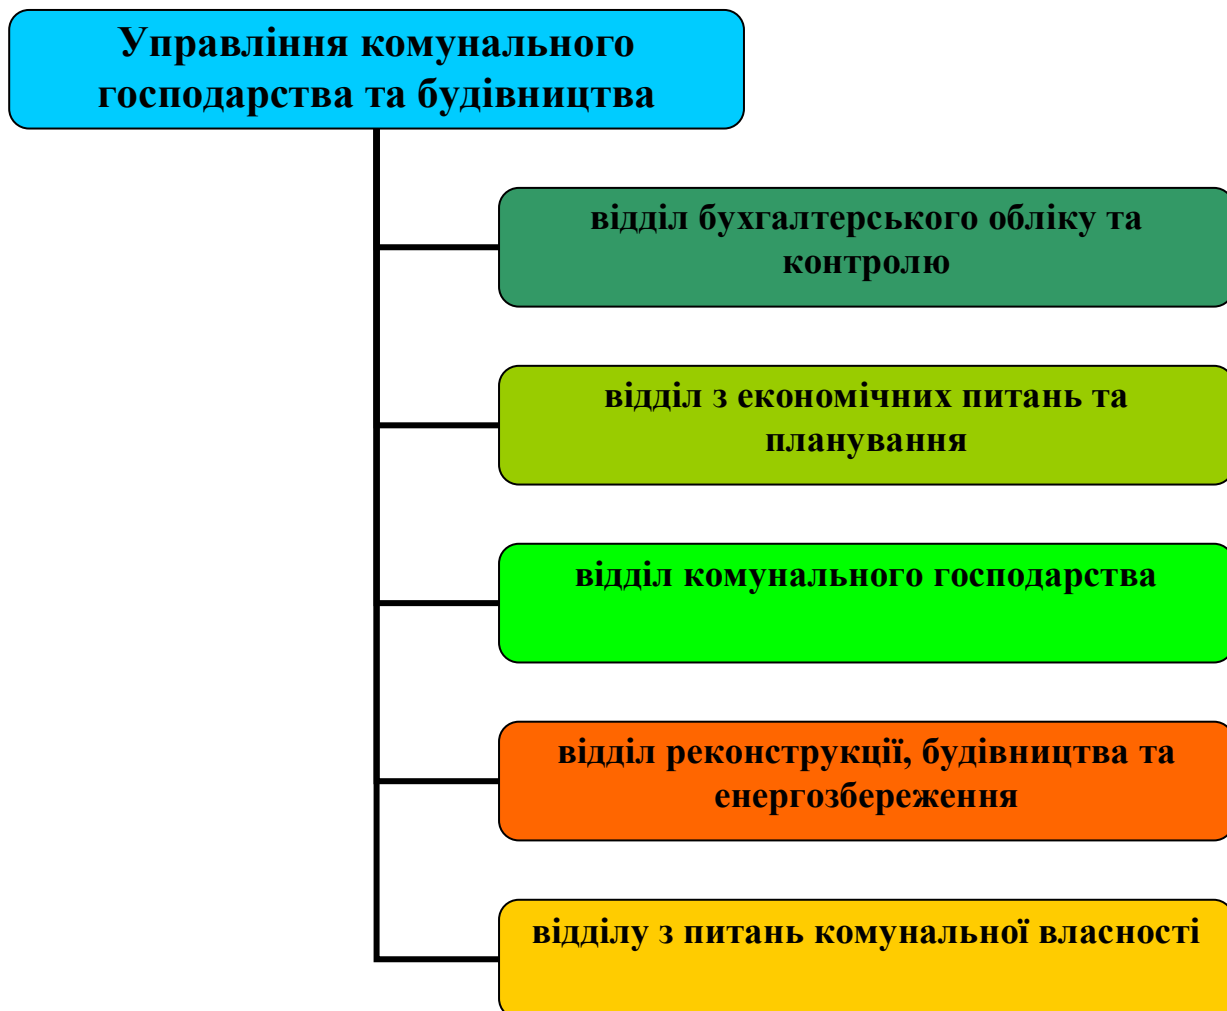 Управління комунального
господарства та будівництва
відділ бухгалтерського обліку та
контролю
відділ з економічних питань та
планування
відділ комунального господарства
відділ реконструкції, будівництва та
енергозбереження
відділу з питань комунальної власності